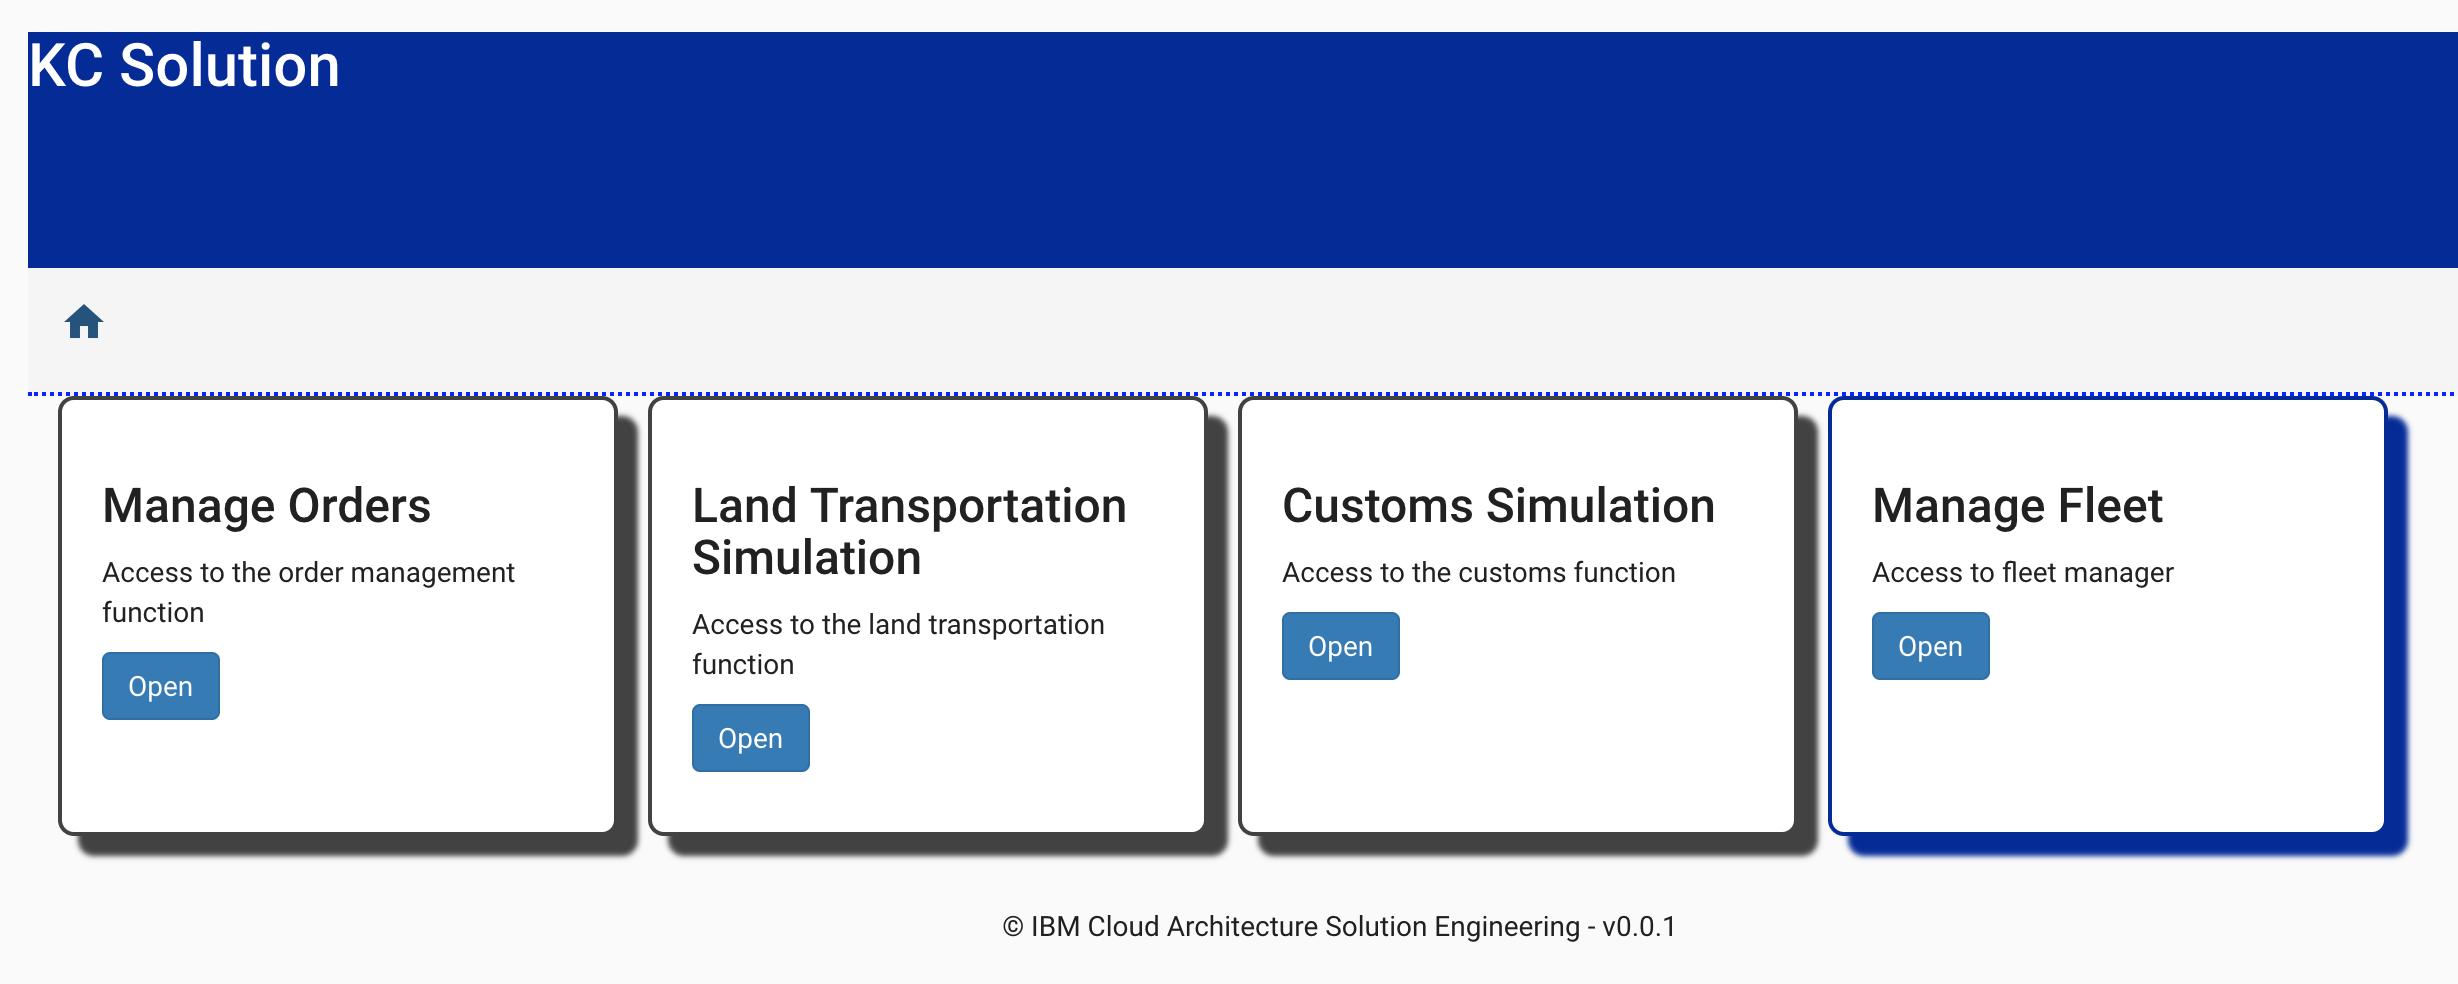 KC Solution
Manage Orders
Access to the order management
function
Open
Land Transportation
Simulation
Access to the land transportation
function
Open
Customs Simulation
Access to the customs function
Open
Manage Fleet
Access to fleet manager
Open
© IBM Cloud Architecture Solution Engineering - v0.0.1